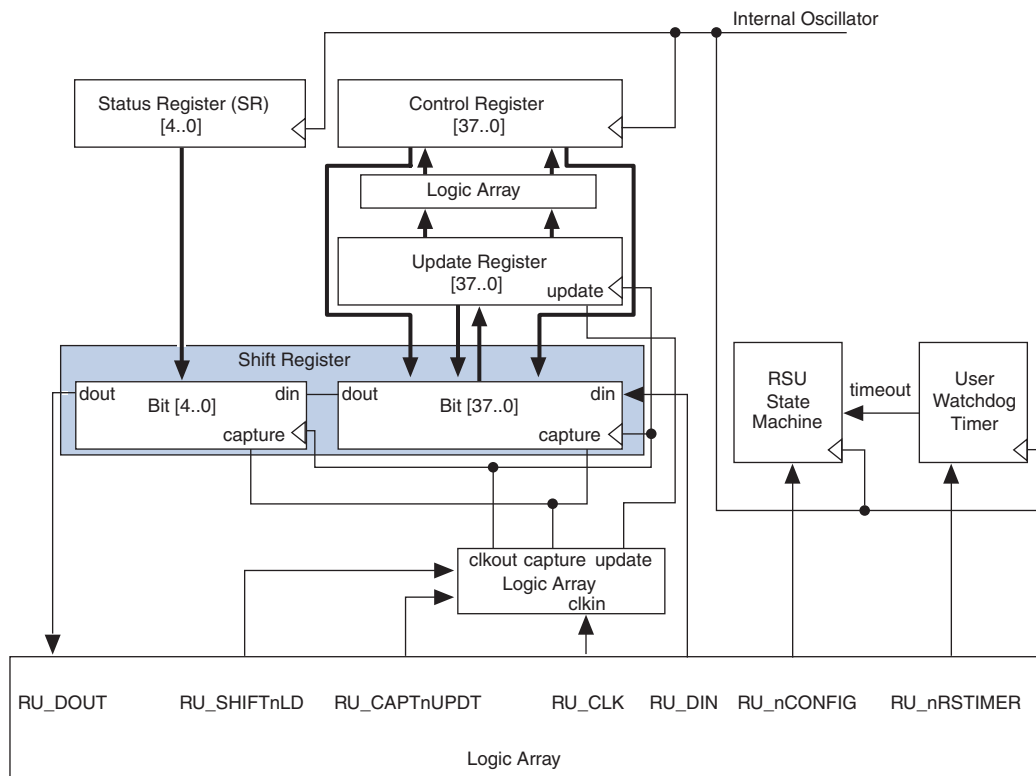 Internal Oscillator
Status Register (SR)
[4..0]
Control Register
[37..0]
Logic Array
Update Register
[37..0]
update
Shift Register
dout
din
Bit [4..0]
capture
dout
din
Bit [37..0]
capture
RSU
State
Machine
timeout
User
Watchdog
Timer
clkout capture update
Logic Array
clkin
RU_DOUT
RU_SHIFTnLD
RU_CAPTnUPDT
RU_CLK
RU_DIN
RU_nCONFIG
RU_nRSTIMER
Logic Array